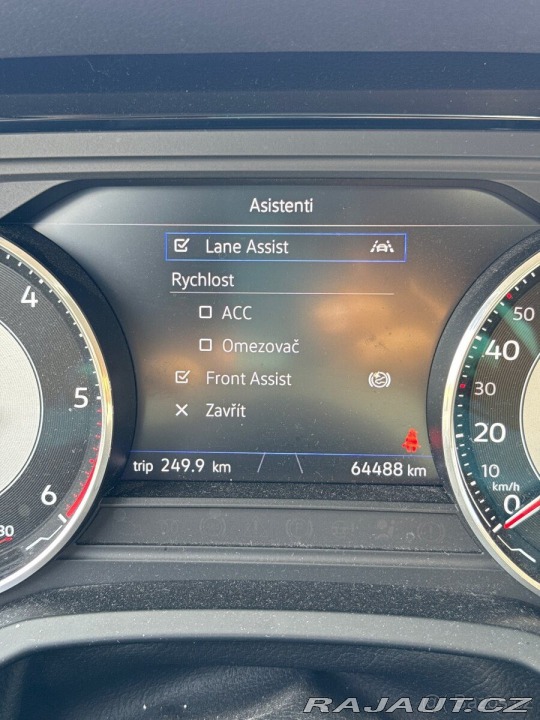 Asistenti
Lane Assist
Rychlost
ACC
Omezovač
Front Assist
Zavřít
trip 249.9 km
64488 km
4
5
6
50
40
30
20
10
km/h
0
RAJAUT.CZ